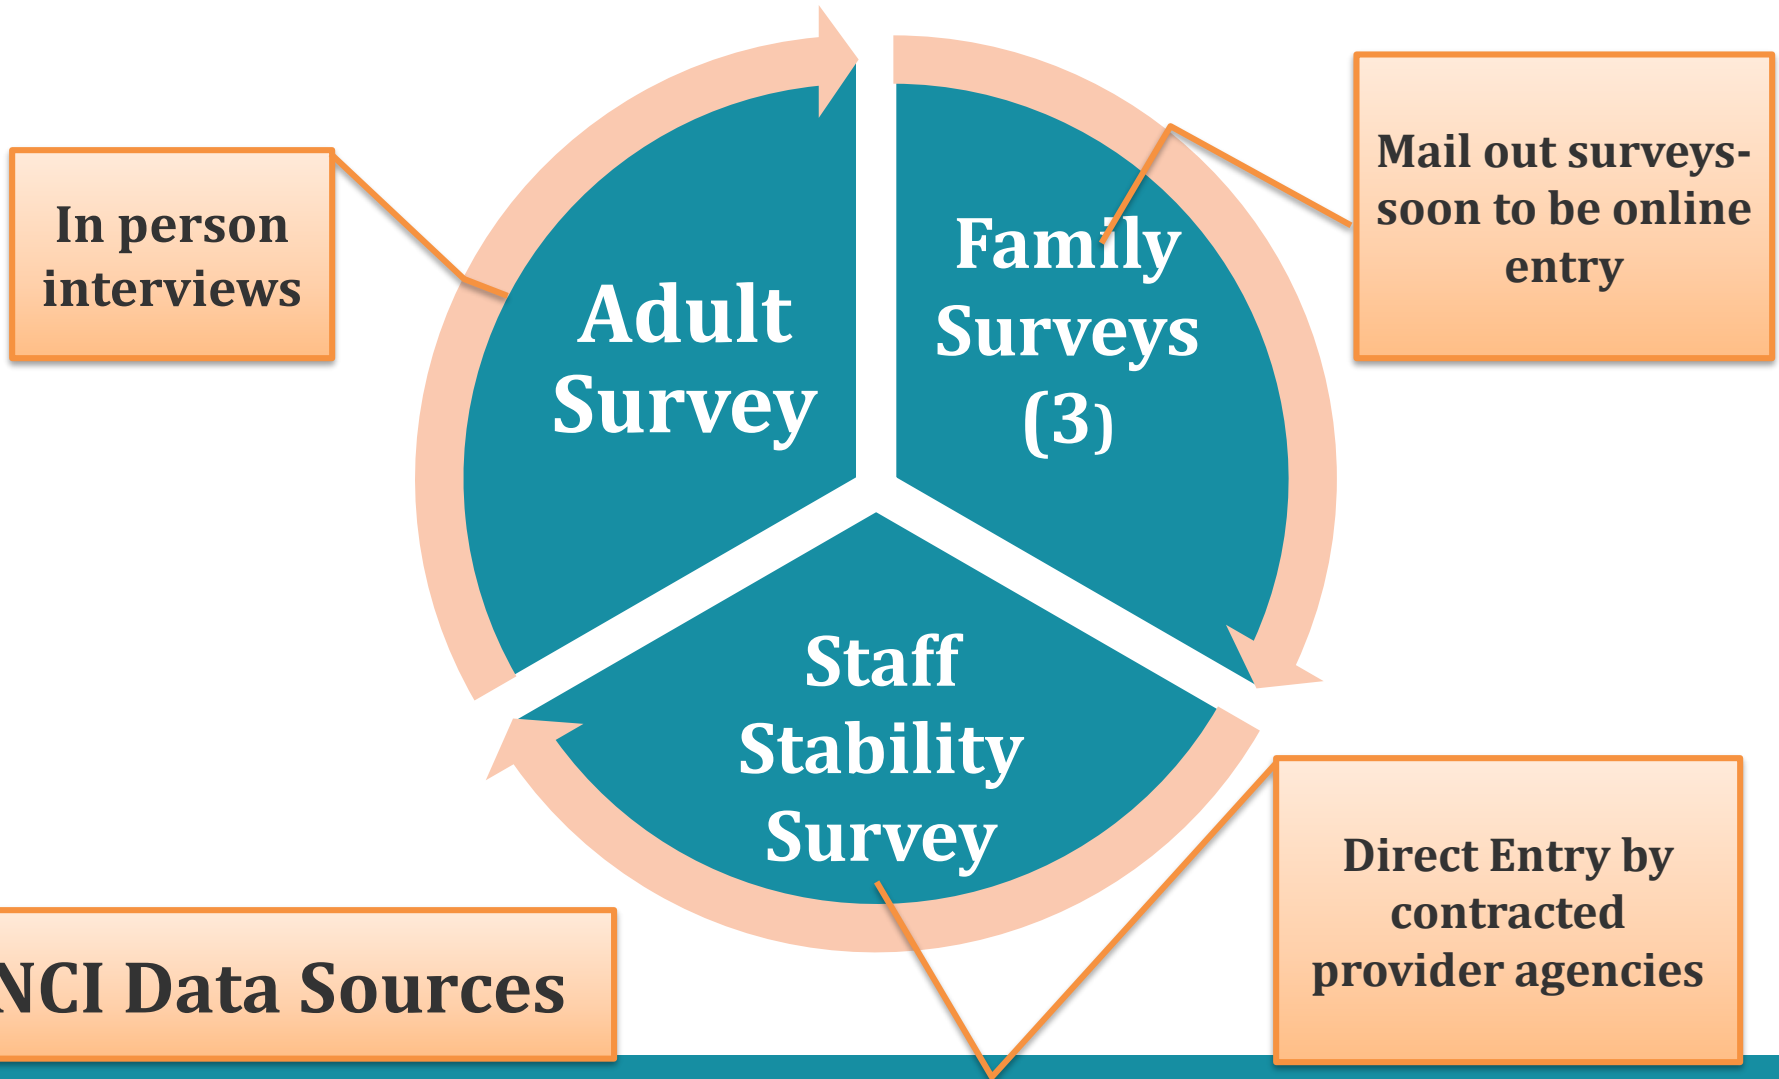 In person
interviews
Adult
Survey
Family
Surveys
(3)
Mail out surveys-
soon to be online
entry
Staff
Stability
Survey
Direct Entry by
contracted
provider agencies
NCI Data Sources